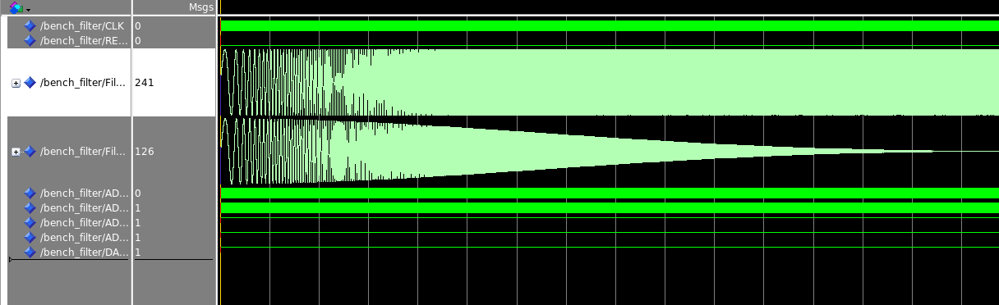 Msgs
/bench_filter/CLK 0
/bench_filter/RE... 0
/bench_filter/Fil... 241
/bench_filter/Fil... 126
/bench_filter/AD... 0
/bench_filter/AD... 1
/bench_filter/AD... 1
/bench_filter/AD... 1
/bench_filter/DA... 1